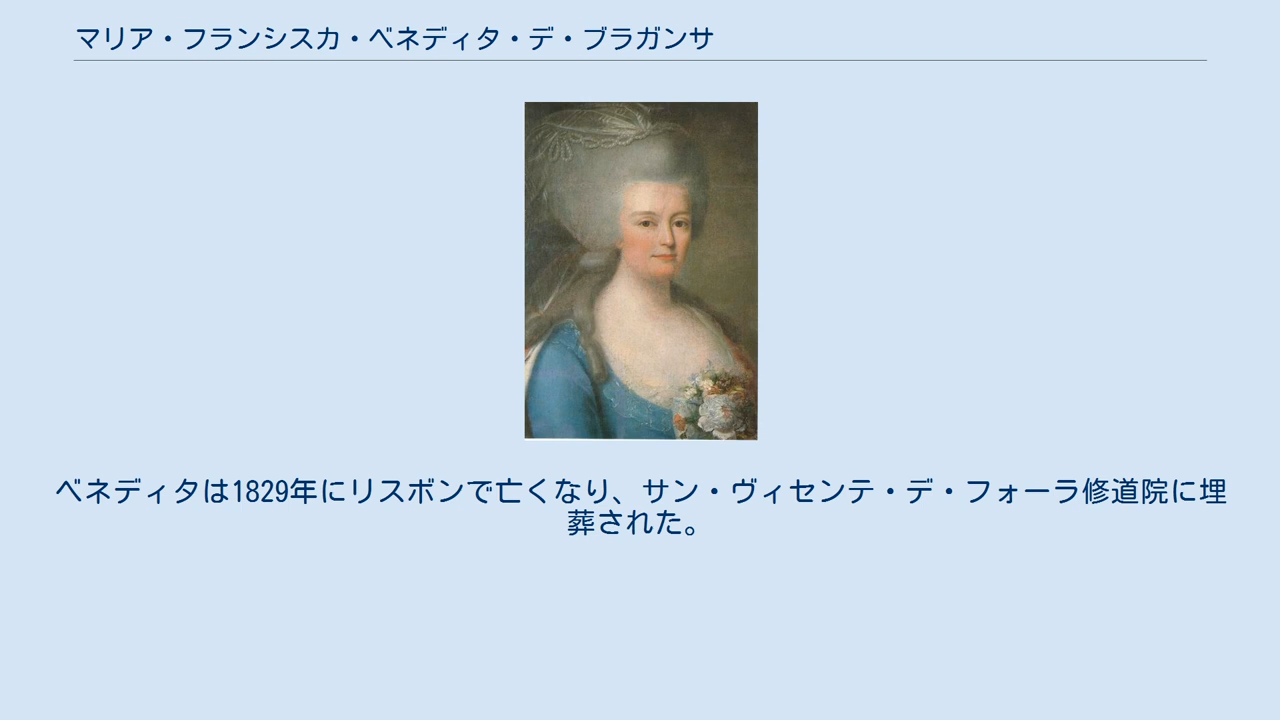 マリア・フランシスカ・ベネディタ・デ・ブラガンサ
ベネディタは1829年にリスボンで亡くなり、サン・ヴィセンテ・デ・フォーラ修道院に埋
葬された。